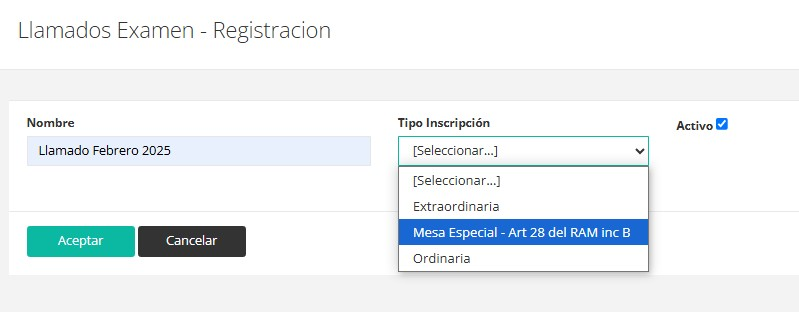 Llamados Examen - Registracion
Nombre
Tipo Inscripción
Activo
Llamado Febrero 2025
[Seleccionar...]
[Seleccionar...]
Extraordinaria
Mesa Especial - Art 28 del RAM inc B
Ordinaria
Aceptar
Cancelar